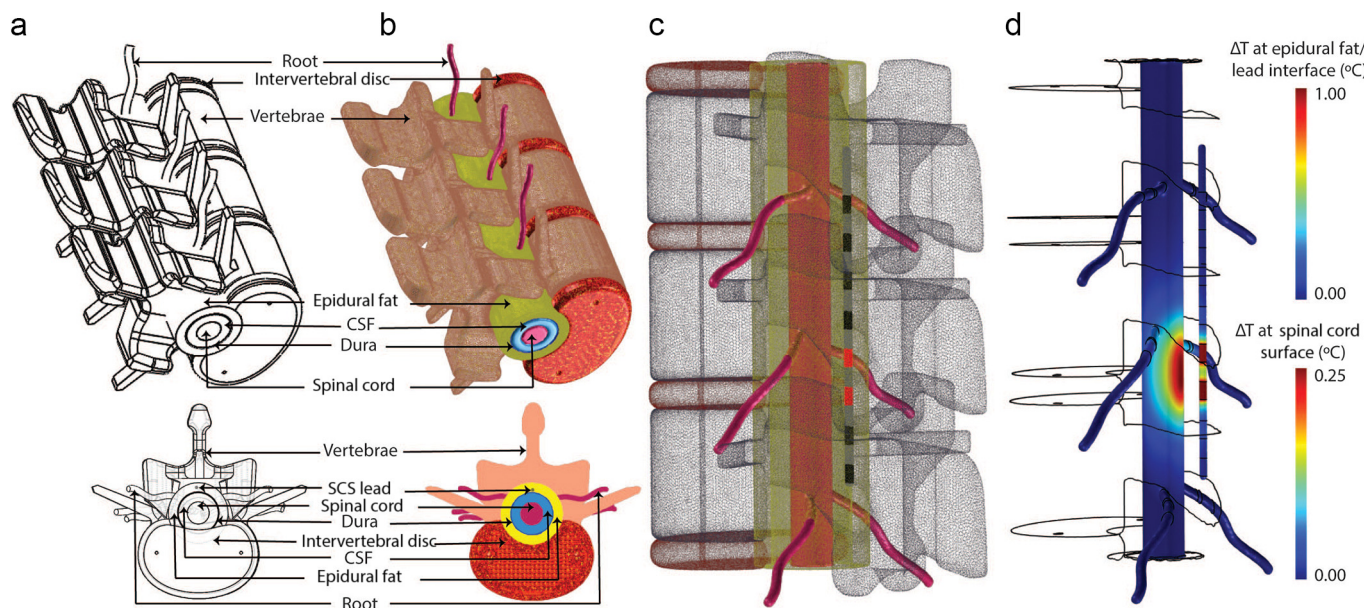 a
b
c
d
Root
Intervertebral disc
Vertebrae
Epidural fat
CSF
Dura
Spinal cord
Vertebrae
SCS lead
Spinal cord
Dura
Intervertebral disc
CSF
Epidural fat
Root
ΔT at epidural fat/
lead interface (ºC)
1.00
0.00
ΔT at spinal cord
surface (ºC)
0.25
0.00